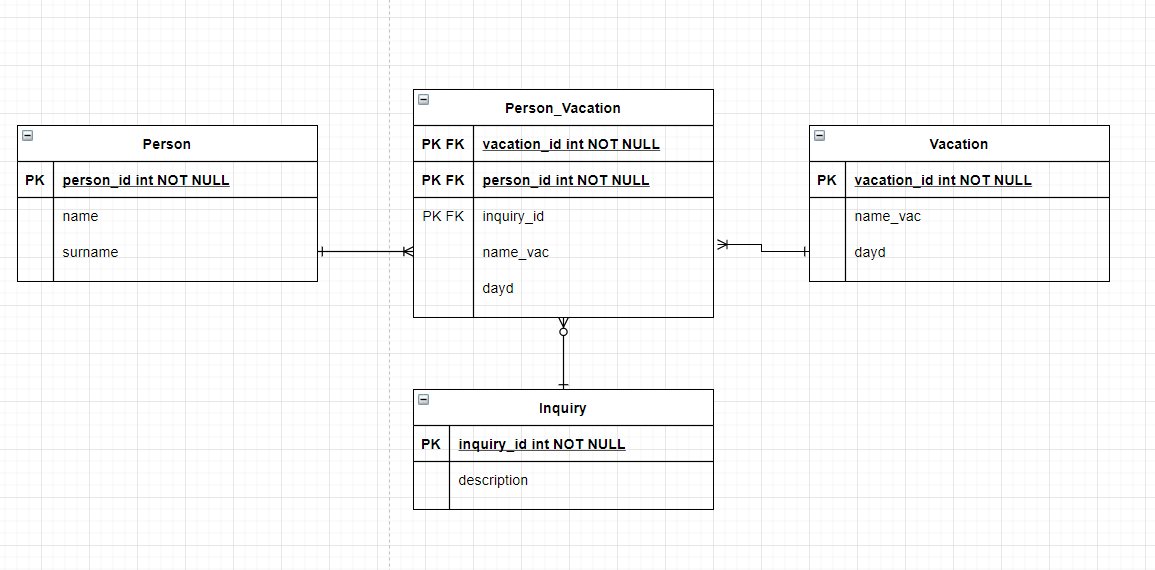 Person_Vacation
PK FK vacation_id int NOT NULL
PK FK person_id int NOT NULL
PK FK inquiry_id
name_vac
dayd
Person
PK person_id int NOT NULL
name
surname
Vacation
PK vacation_id int NOT NULL
name_vac
dayd
Inquiry
PK inquiry_id int NOT NULL
description